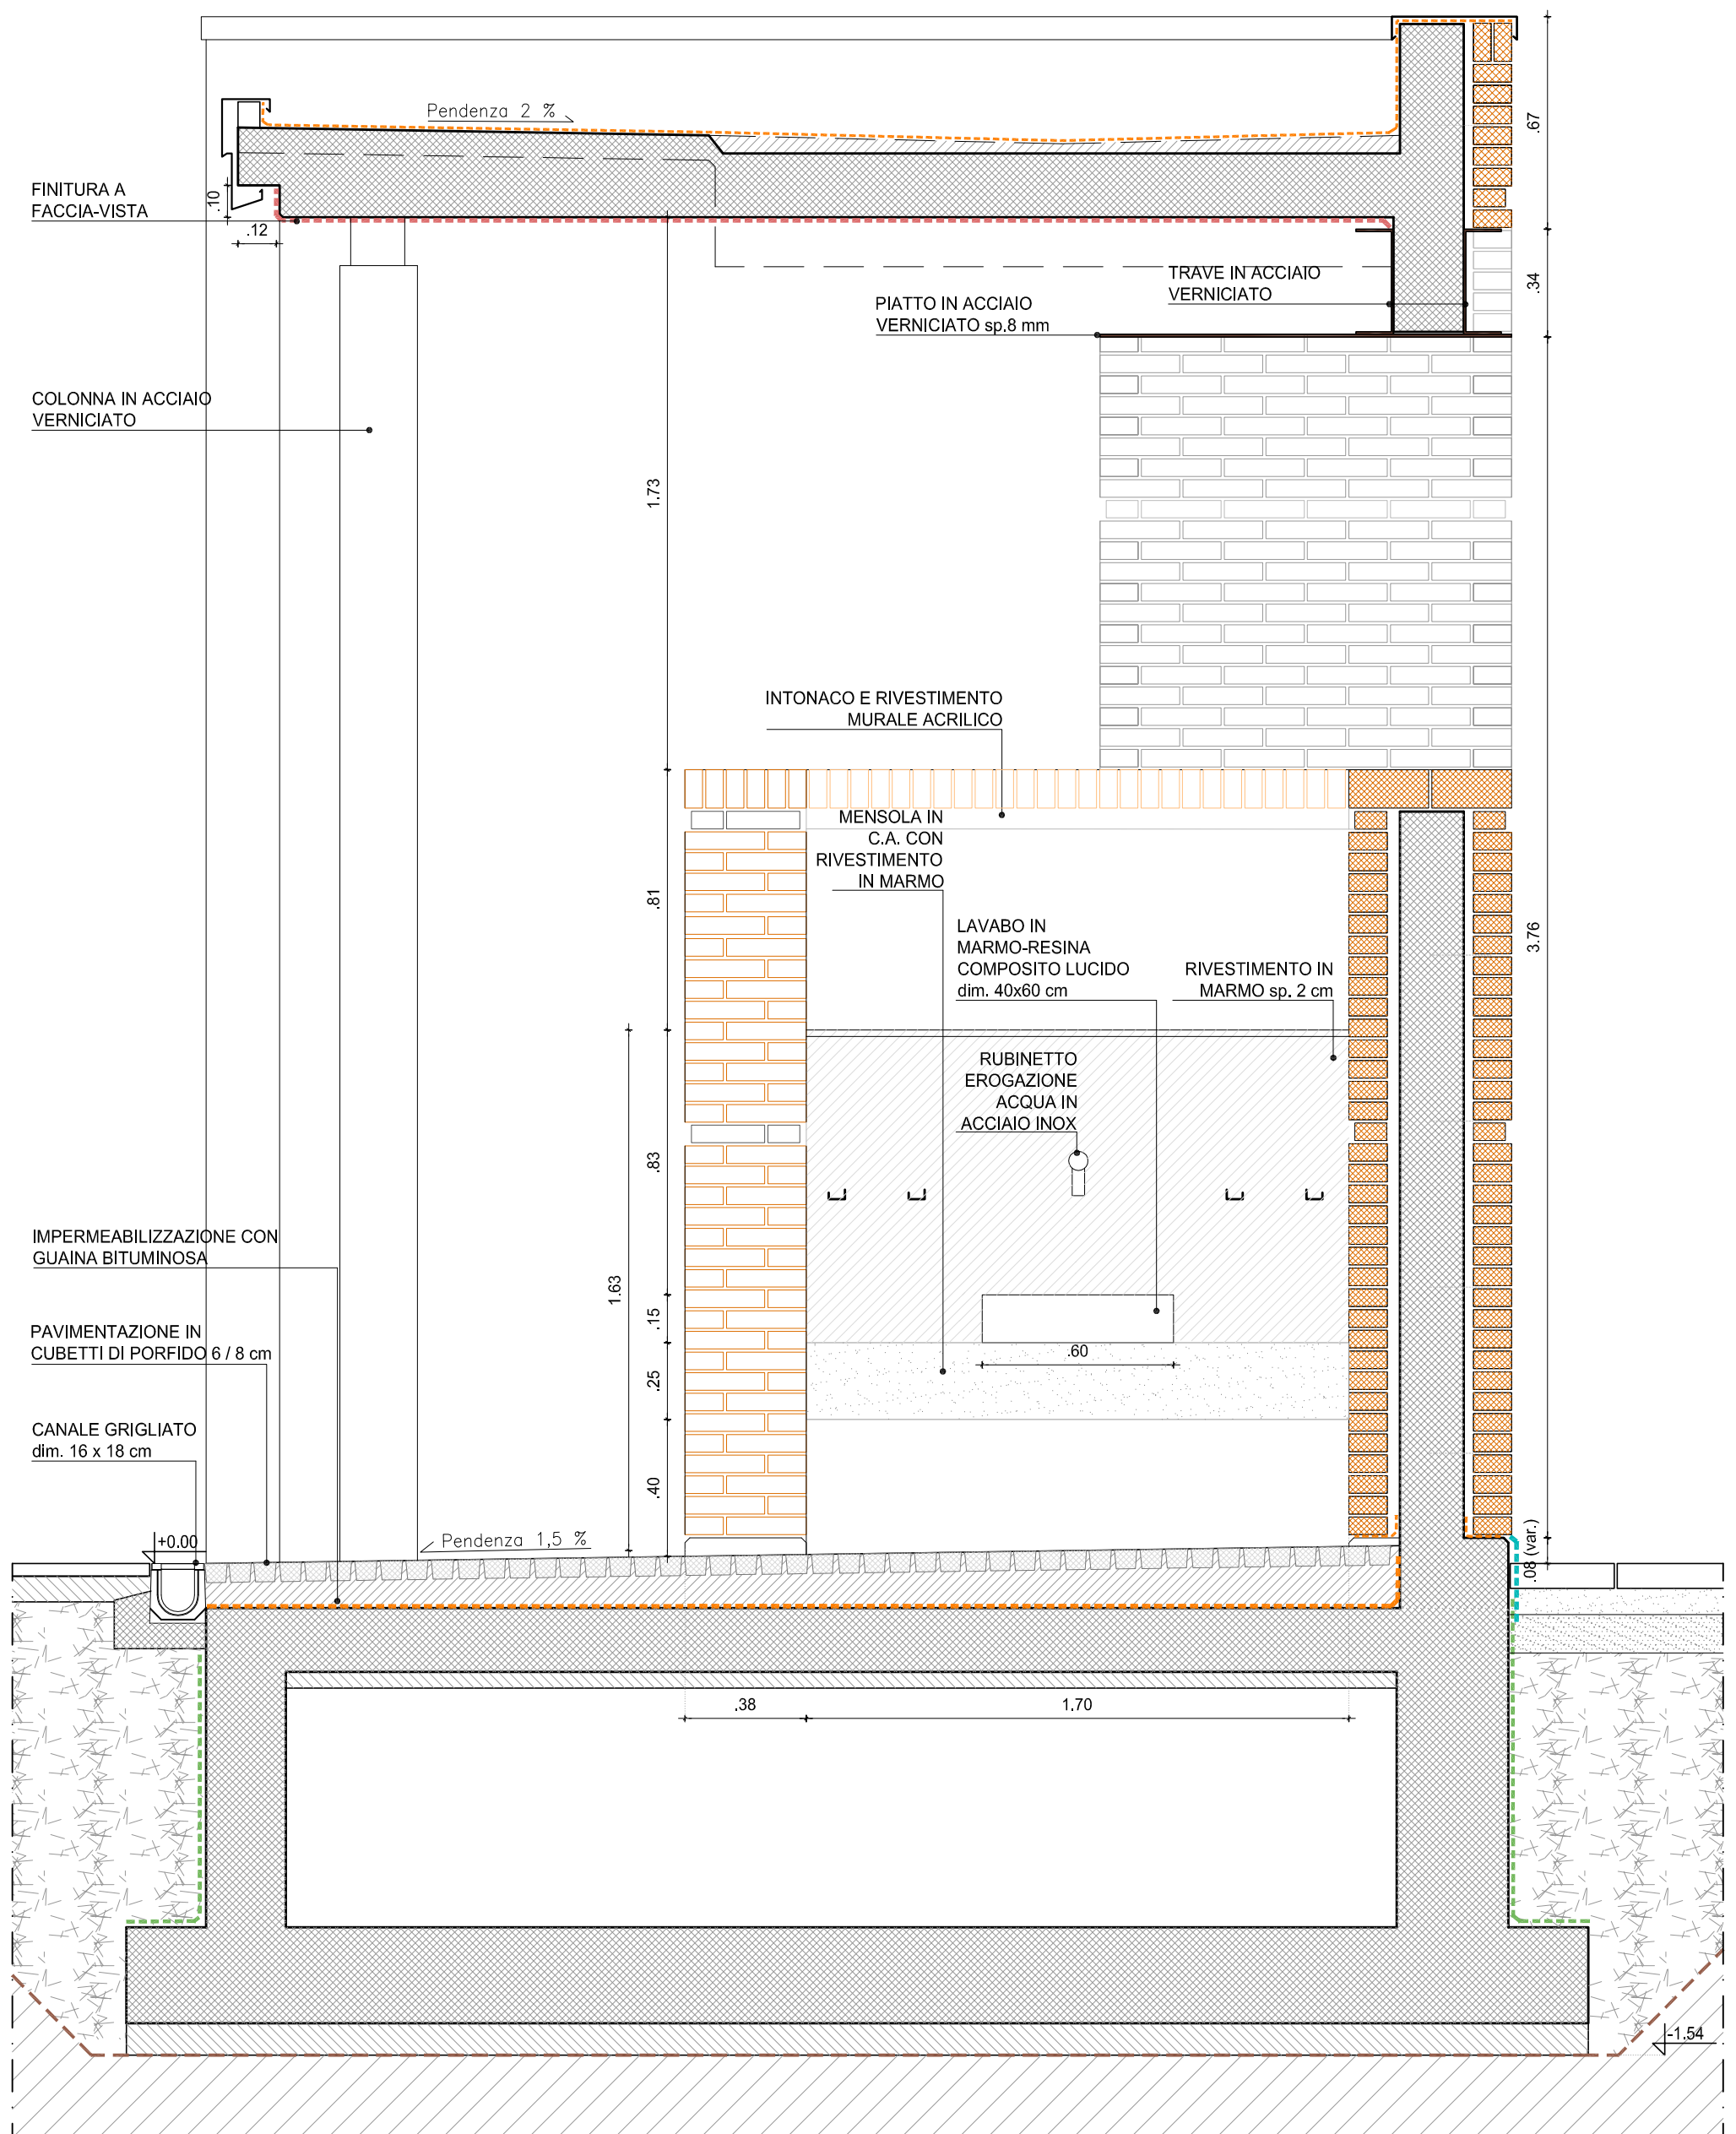 Pendenza 2 %
.67
FINITURA A
FACCIA-VISTA
.10
.12
TRAVE IN ACCIAIO
VERNICIATO
.34
PIATTO IN ACCIAIO
VERNICIATO sp.8 mm
COLONNA IN ACCIAIO
VERNICIATO
1.73
INTONACO E RIVESTIMENTO
MURALE ACRILICO
MENSOLA IN
C.A. CON
RIVESTIMENTO
IN MARMO
.81
LAVABO IN
MARMO-RESINA
COMPOSITO LUCIDO
dim. 40x60 cm
3.76
RIVESTIMENTO IN
MARMO sp. 2 cm
RUBINETTO
EROGAZIONE
ACQUA IN
ACCIAIO INOX
.83
IMPERMEABILIZZAZIONE CON
GUAINA BITUMINOSA
1.63
.15
PAVIMENTAZIONE IN
CUBETTI DI PORFIDO 6 / 8 cm
.60
.25
CANALE GRIGLIATO
dim. 16 x 18 cm
.40
+0.00
Pendenza 1,5 %
.08 (var.)
.38
1.70
-1.54